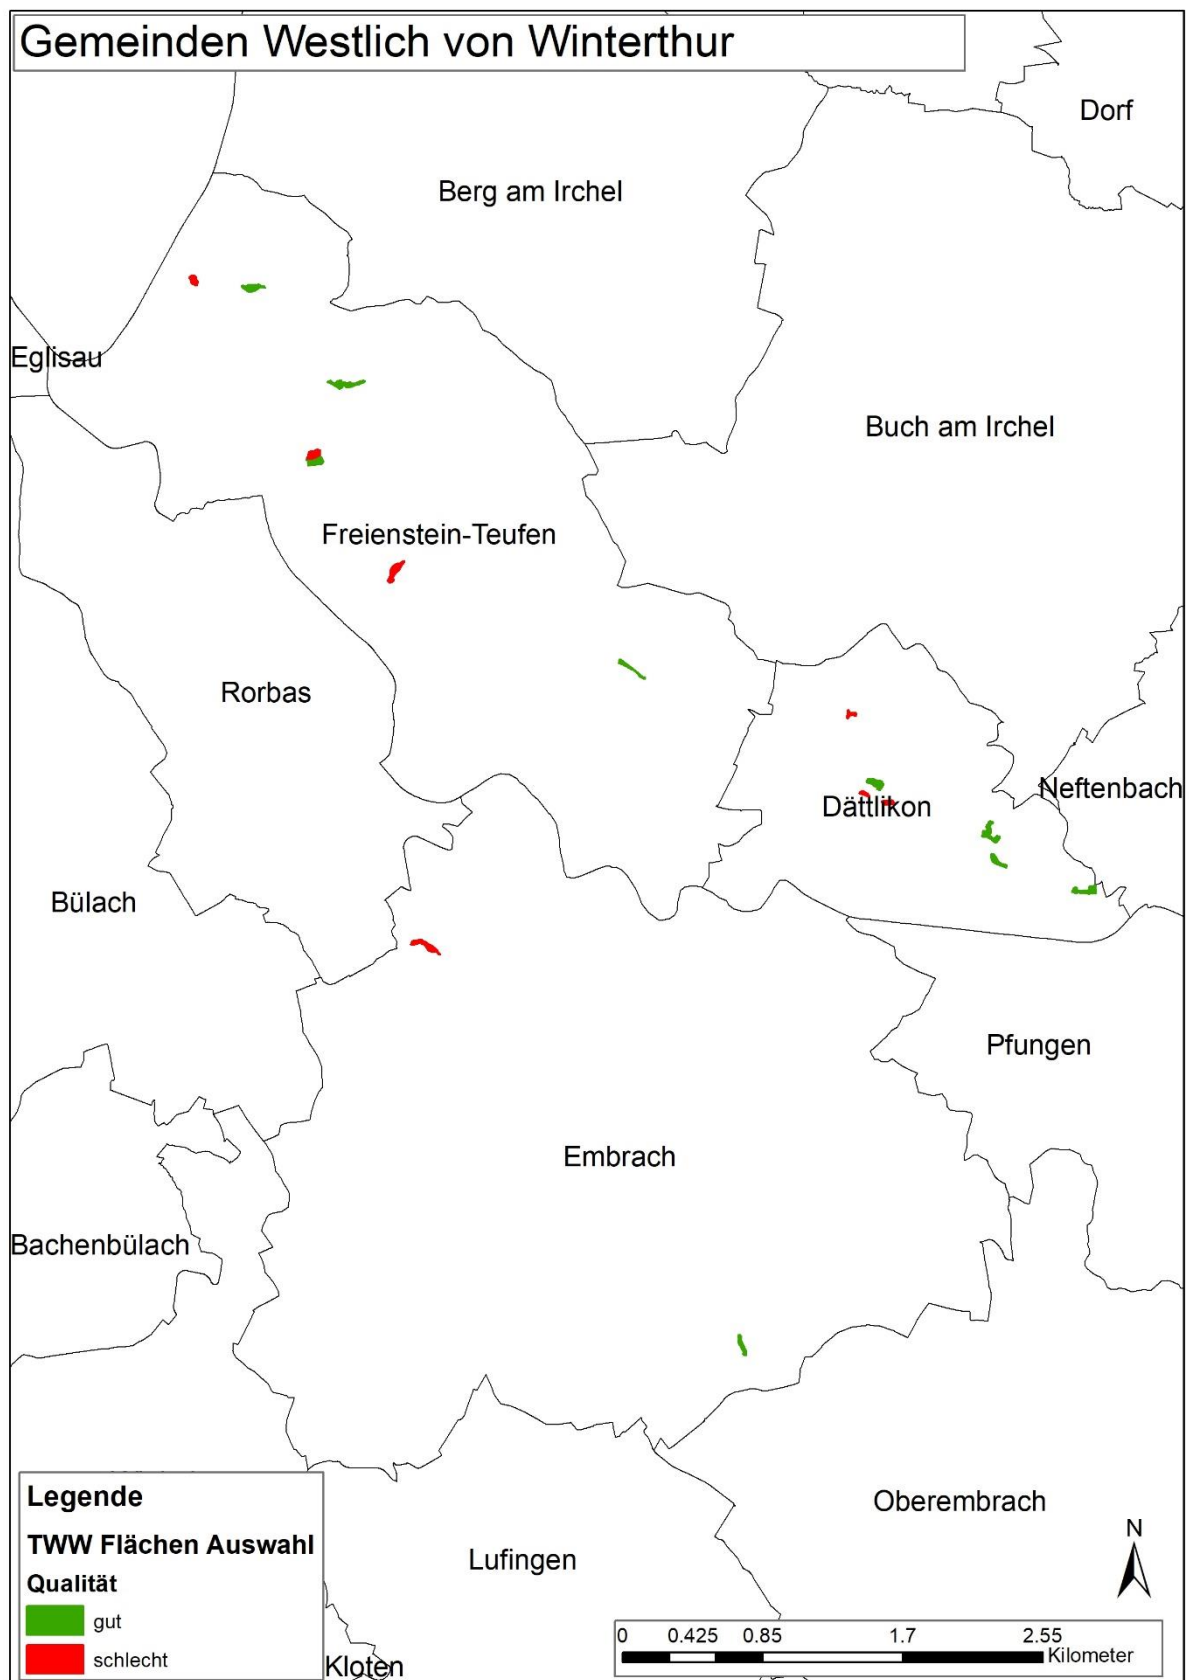 Gemeinden Westlich von Winterthur
Dorf
Berg am Irchel
Eglisau
Buch am Irchel
Freienstein-Teufen
Rorbas
Neftenbach
Dättlikon
Bülach
Pfungen
Embrach
Bachenbülach
Legende
TWW Flächen Auswahl
Qualität
gut
schlecht
Oberembrach
N
Lufingen
0 0.425 0.85 1.7 2.55
Kilometer
Kloten